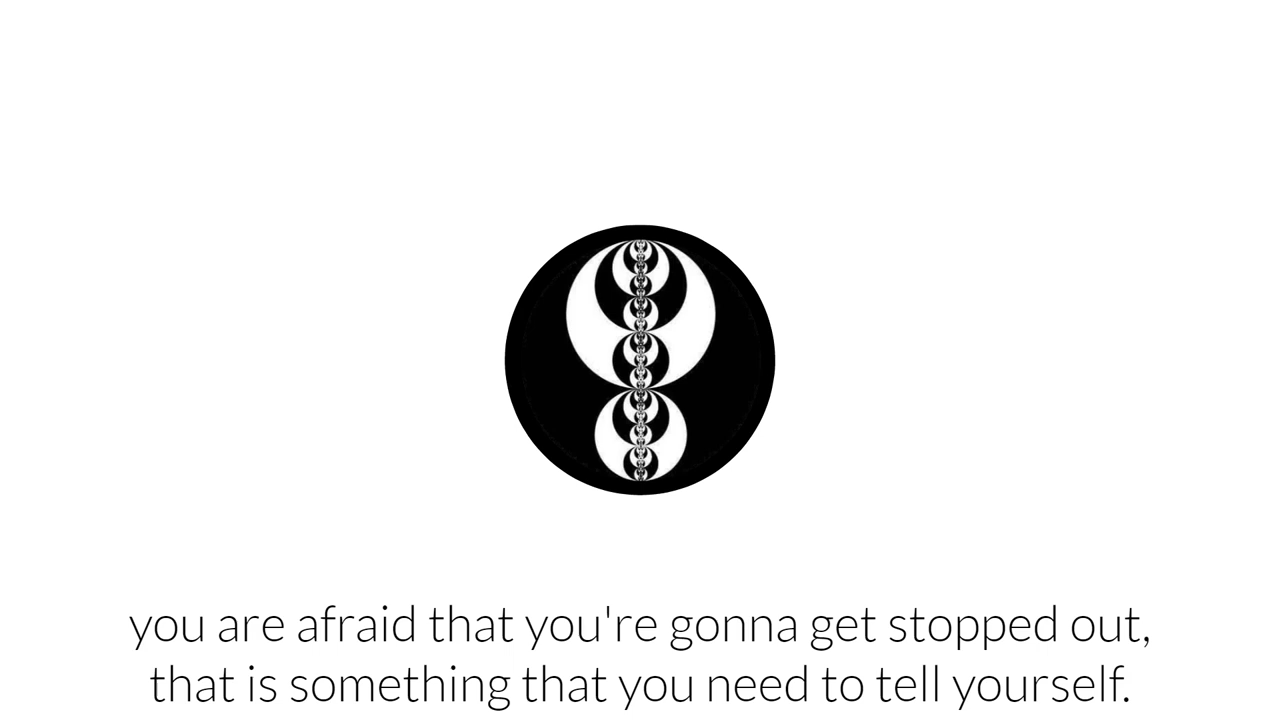 you are afraid that you're gonna get stopped out,
that is something that you need to tell yourself.